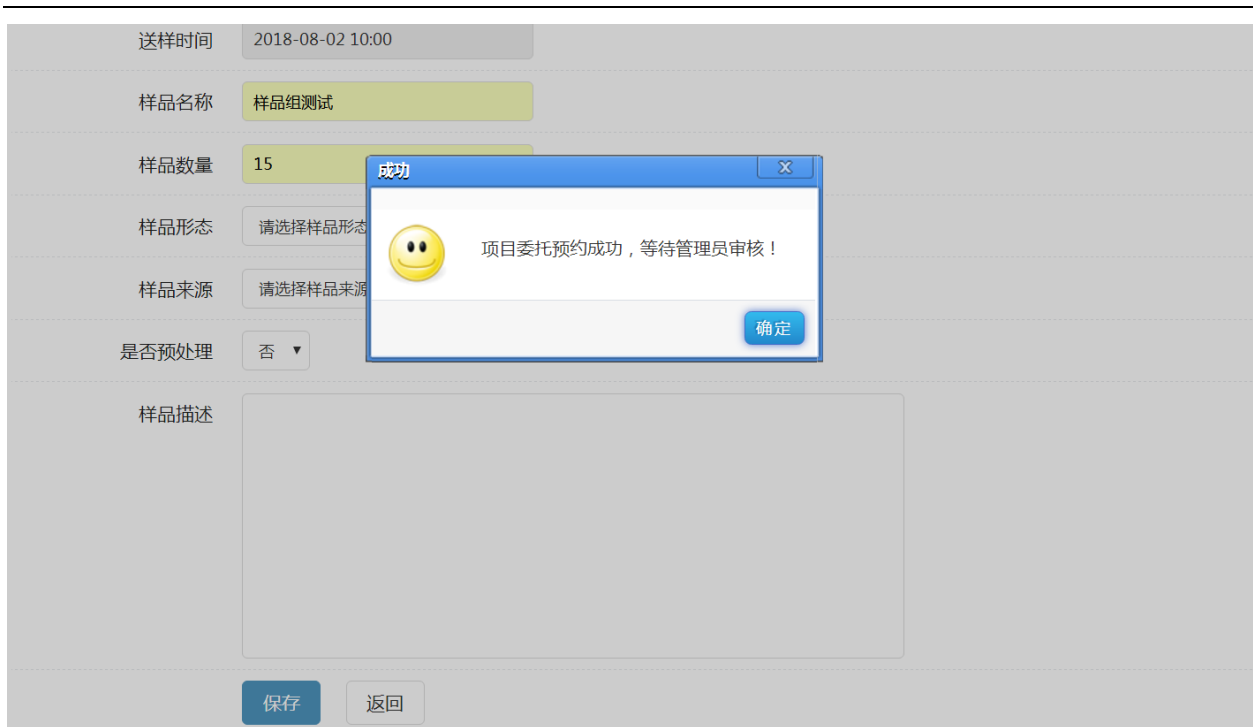 送样时间 2018-08-02 10:00
样品名称 样品组测试
样品数量 15
成功
样品形态 请选择样品形态
项目委托预约成功，等待管理员审核！
样品来源 请选择样品来源
确定
是否预处理 否
样品描述
保存 返回